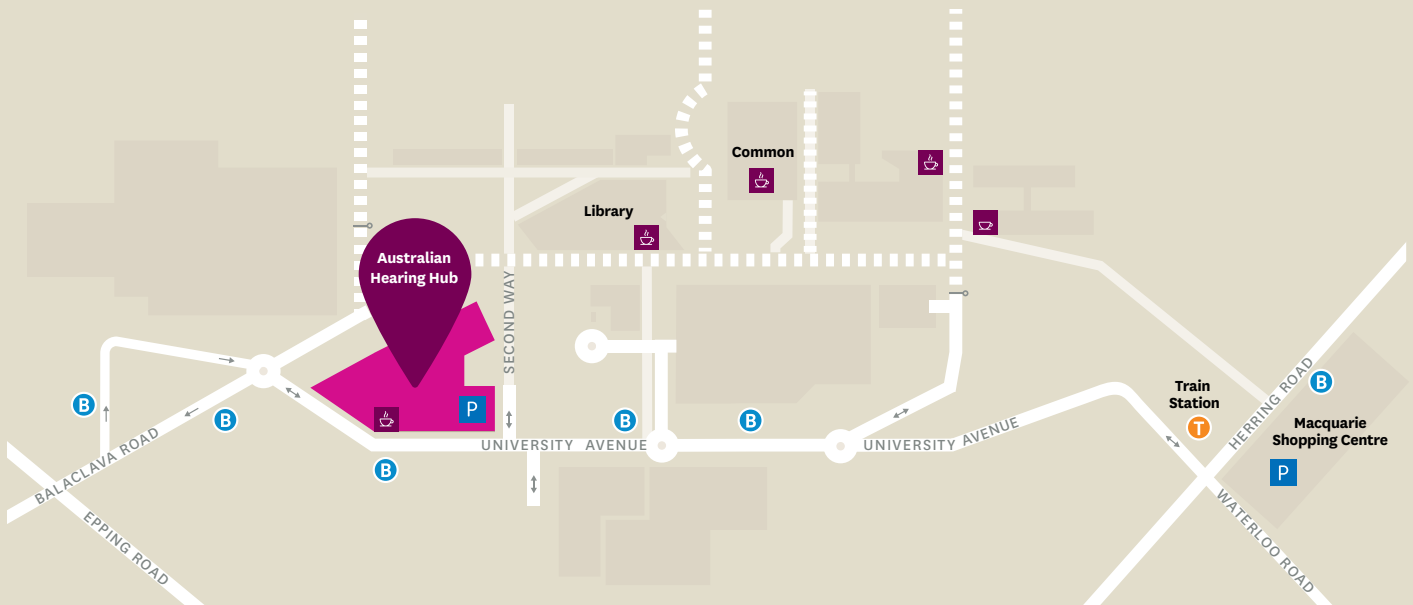 Common
Library
Australian
Hearing Hub
SECOND WAY
P
B
B
B
B
B
UNIVERSITY AVENUE
UNIVERSITY AVENUE
BALACLAVA ROAD
EPPING ROAD
Train
Station
T
HERRING ROAD
B
Macquarie
Shopping Centre
P
WATERLOO ROAD